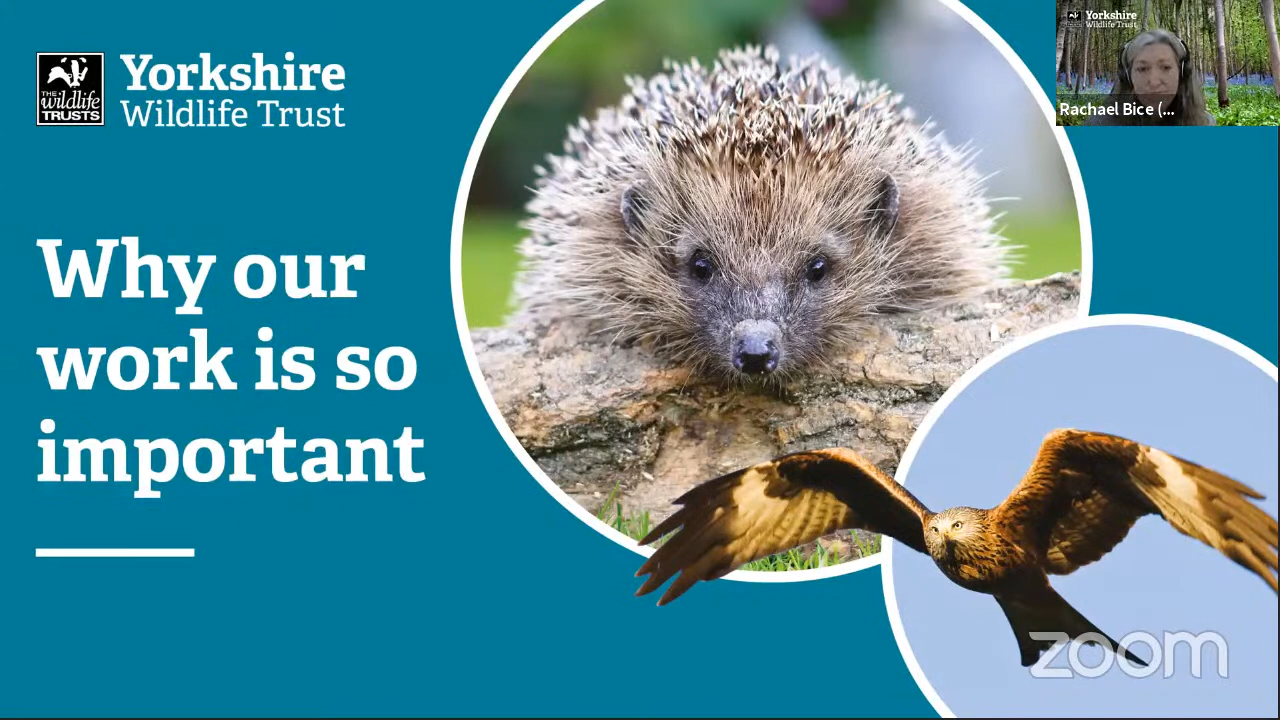 Yorkshire
Wildlife Trust
THE
wildlife
TRUSTS
Why our
work is so
important
Yorkshire
Wildlife Trust
Rachael Bice (...
zoom